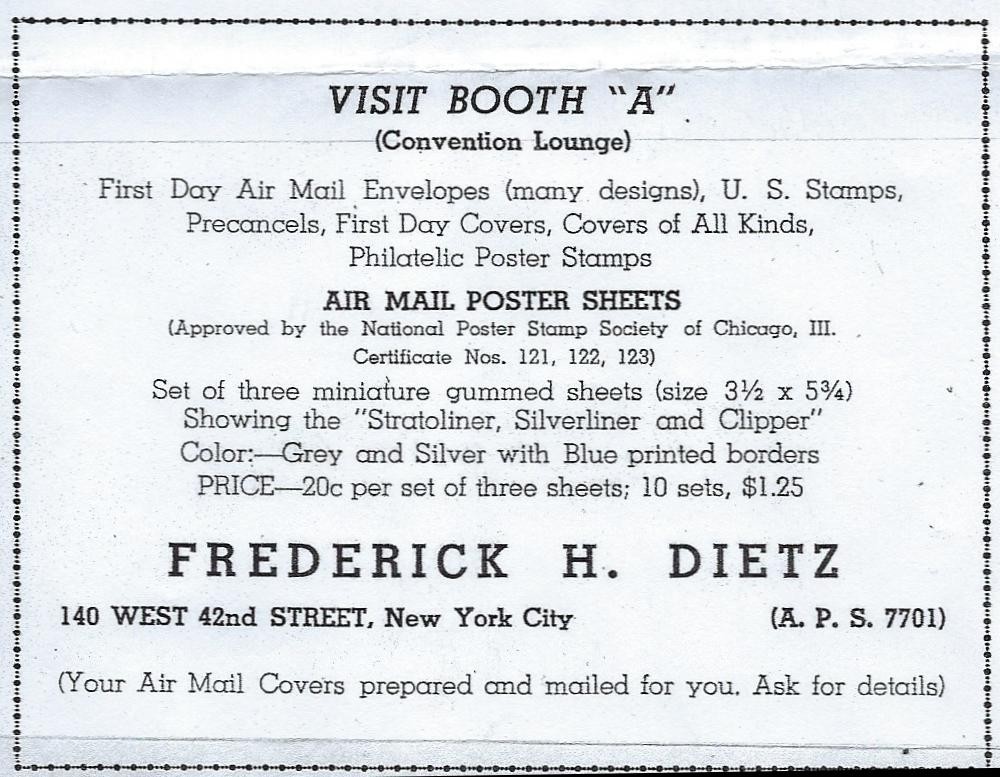 VISIT BOOTH "A"
(Convention Lounge)
First Day Air Mail Envelopes (many designs), U. S. Stamps,
Precancels, First Day Covers, Covers of All Kinds,
Philatelic Poster Stamps
AIR MAIL POSTER SHEETS
(Approved by the National Poster Stamp Society of Chicago, Ill.
Certificate Nos. 121, 122, 123)
Set of three miniature gummed sheets (size 3½ x 5¾)
Showing the "Stratoliner, Silverliner and Clipper"
Color:—Grey and Silver with Blue printed borders
PRICE—20c per set of three sheets; 10 sets, $1.25
FREDERICK H. DIETZ
140 WEST 42nd STREET, New York City (A. P. S. 7701)
(Your Air Mail Covers prepared and mailed for you. Ask for details)